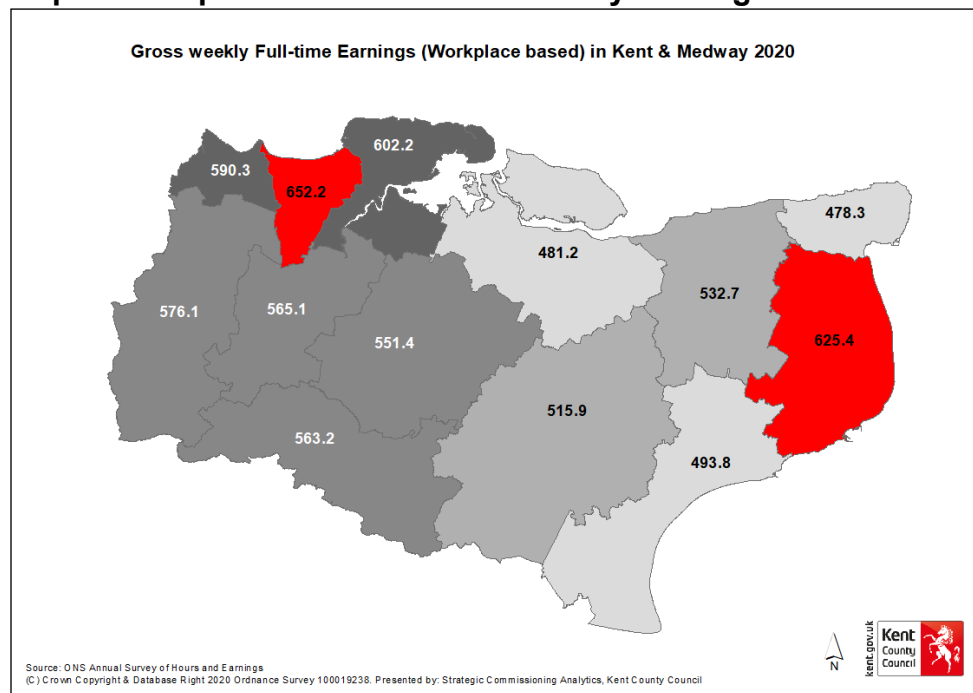 Gross weekly Full-time Earnings (Workplace based) in Kent & Medway 2020
602.2
590.3
652.2
478.3
481.2
532.7
576.1
565.1
625.4
551.4
515.9
563.2
493.8
N
kent.gov.uk
Kent
County
Council
Source: ONS Annual Survey of Hours and Earnings
(C) Crown Copyright & Database Right 2020 Ordnance Survey 100019238. Presented by: Strategic Commissioning Analytics, Kent County Council